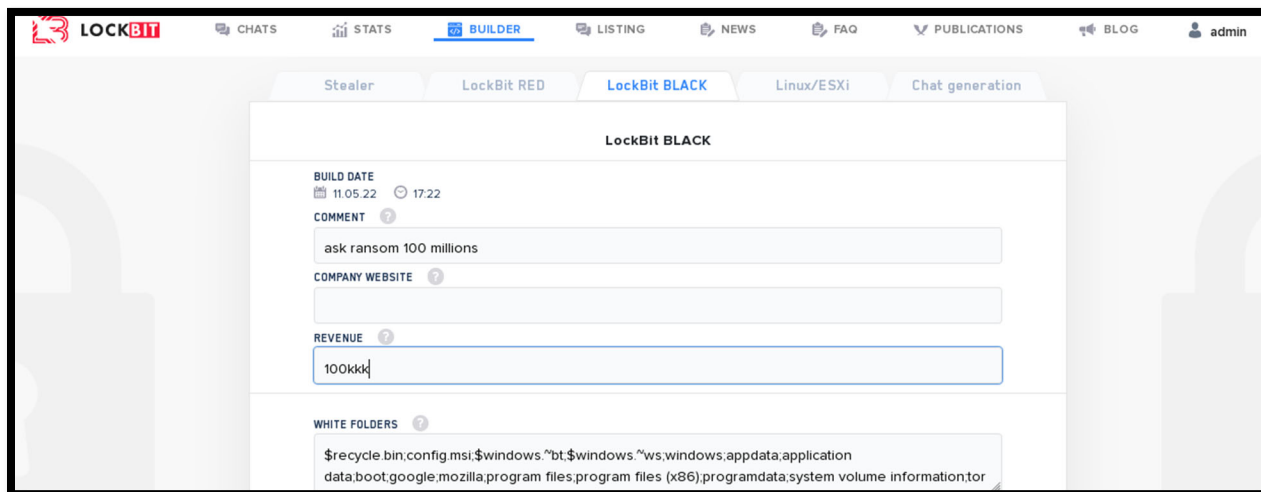 LOCKBIT CHATS STATS BUILDER LISTING NEWS FAQ PUBLICATIONS BLOG admin
Stealer LockBit RED LockBit BLACK Linux/ESXi Chat generation
LockBit BLACK
BUILD DATE
11.05.22 17:22
COMMENT ?
ask ransom 100 millions
COMPANY WEBSITE ?
REVENUE ?
100kkk
WHITE FOLDERS ?
$recycle.bin;config.msi;$windows.~bt;$windows.~ws;windows;appdata;application
data;boot;google;mozilla;program files;program files (x86);programdata;system volume information;tor